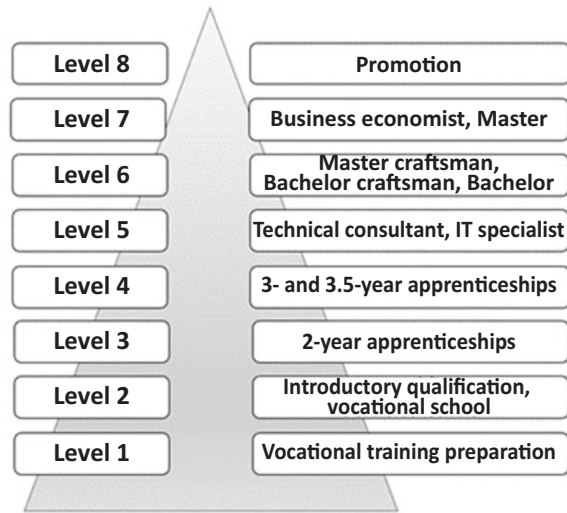 Level 8
Promotion
Level 7
Business economist, Master
Level 6
Master craftsman,
Bachelor craftsman, Bachelor
Level 5
Technical consultant, IT specialist
Level 4
3- and 3.5-year apprenticeships
Level 3
2-year apprenticeships
Level 2
Introductory qualification,
vocational school
Level 1
Vocational training preparation